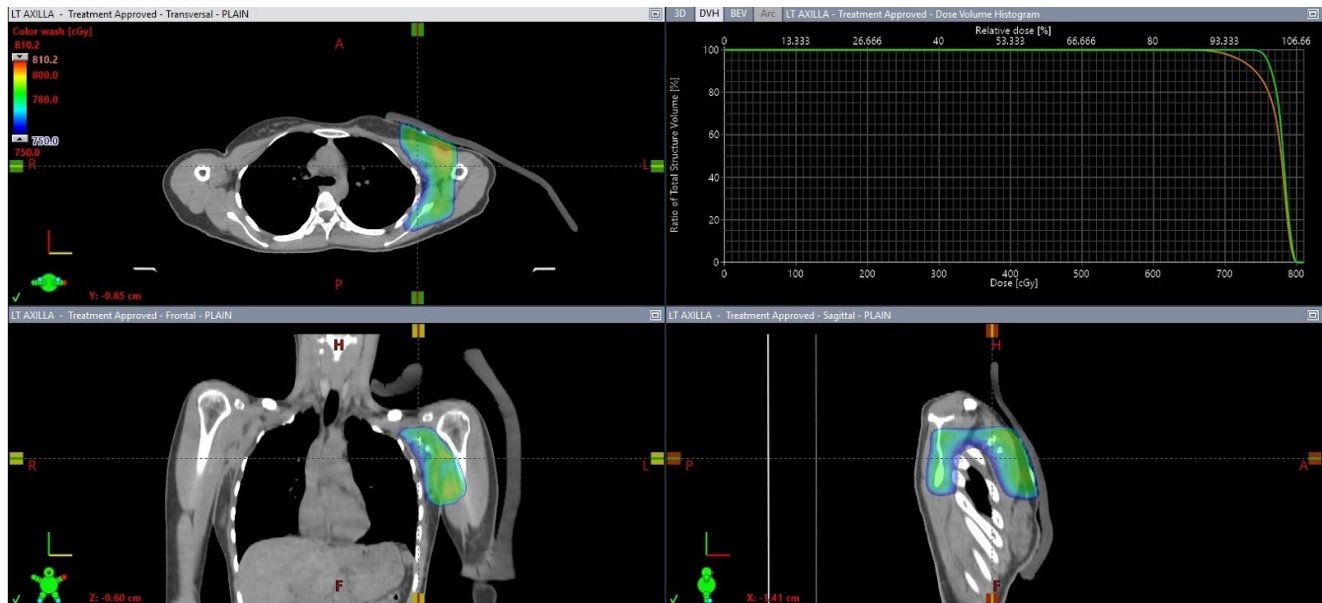 LT AXILLA - Treatment Approved - Transversal - PLAIN
Color wash [cGy]
810.2
810.2
800.0
780.0
750.0
750.0
A
R
L
P
Y: -0.65 cm
3D DVH BEV Arc LT AXILLA - Treatment Approved - Dose Volume Histogram
Relative dose [%]
0 13.333 26.666 40 53.333 66.666 80 93.333 106.66
Ratio of Total Structure Volume [%]
100
80
60
40
20
0
0 100 200 300 400 500 600 700 800
Dose [cGy]
LT AXILLA - Treatment Approved - Frontal - PLAIN
H
R
L
F
Z: -0.60 cm
LT AXILLA - Treatment Approved - Sagittal - PLAIN
H
P
A
F
X: -1.41 cm